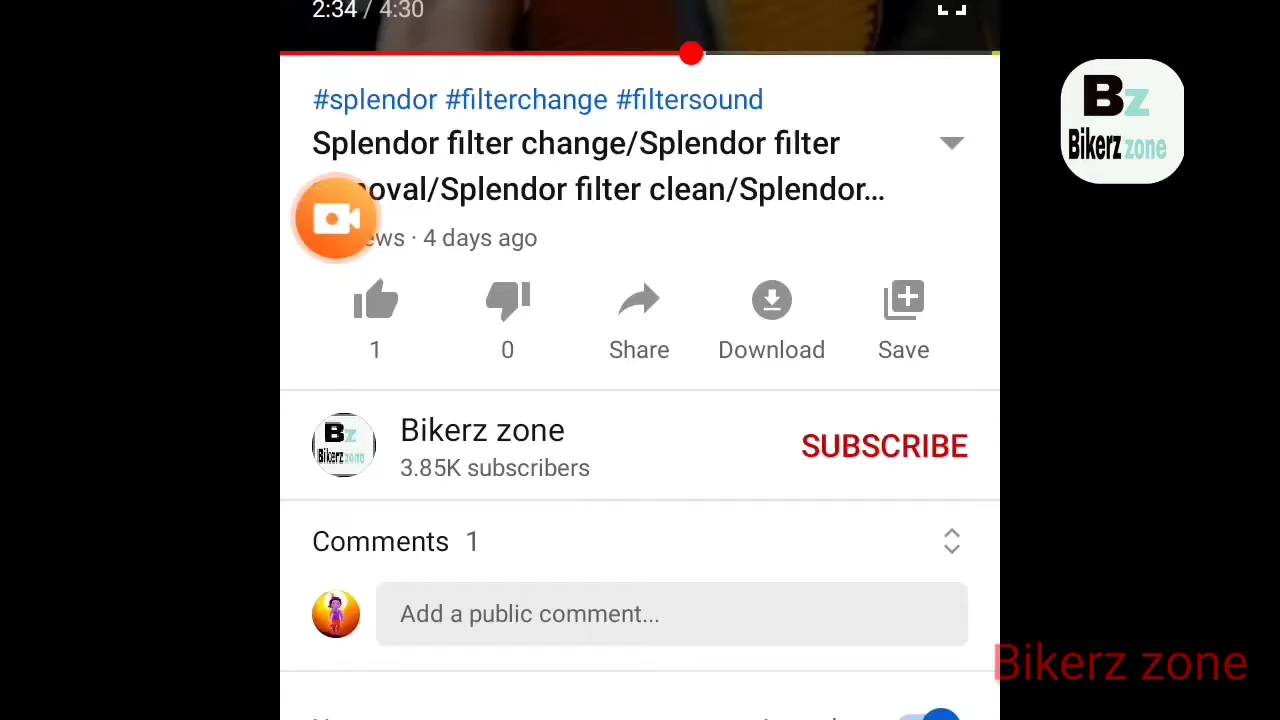 2:34 / 4:30
#splendor #filterchange #filtersound
Splendor filter change/Splendor filter
oval/Splendor filter clean/Splendor...
ews · 4 days ago
1
0
Share
Download
Save
Bikerz zone
3.85K subscribers
SUBSCRIBE
Comments 1
Add a public comment...
Bz
Bikerz zone
Bz
Bikerz zone
Bikerz zone